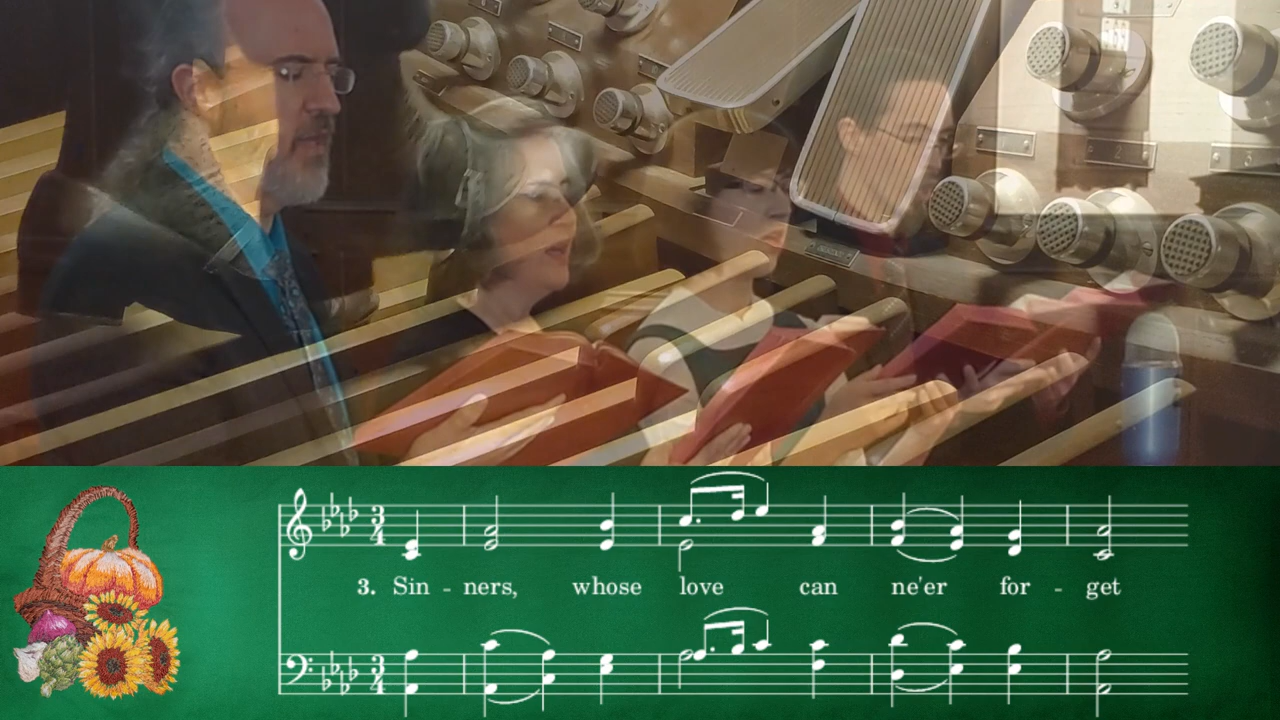 3. Sin - ners, whose love can ne'er for - get